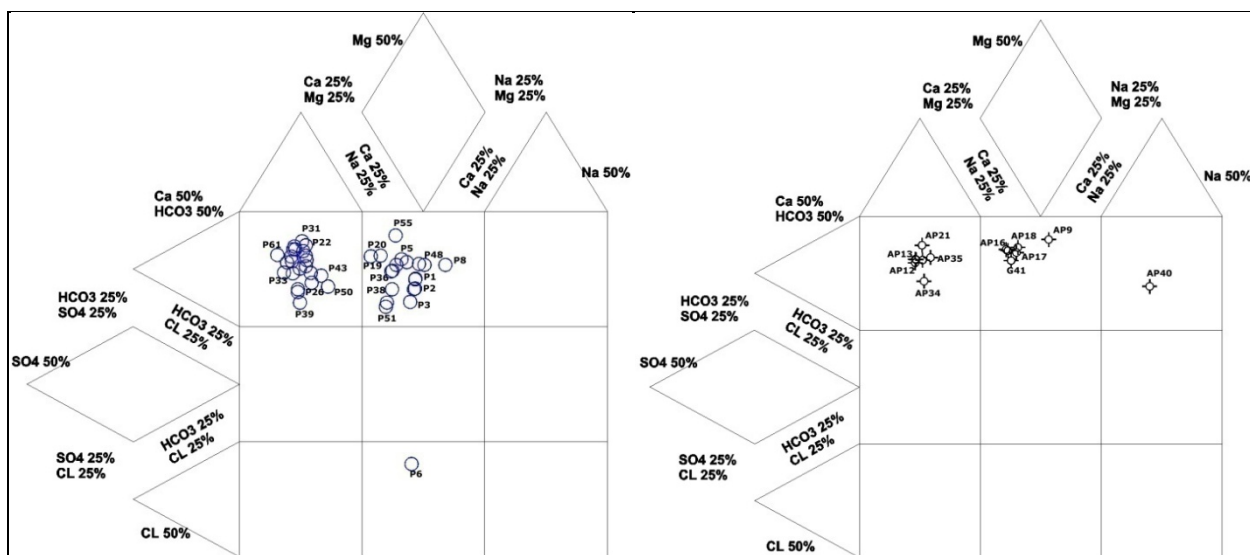 Mg 50%
Ca 25%
Mg 25%
Na 25%
Mg 25%
Ca 25%
Na 25%
Ca 25%
Na 25%
Na 50%
Ca 50%
HCO3 50%
P31
P22
P61
P43
P33
P26
P50
P39
P55
P20
P5
P19
P48
P8
P36
P1
P38
P2
P3
P51
HCO3 25%
SO4 25%
HCO3 25%
CL 25%
SO4 50%
HCO3 25%
CL 25%
SO4 25%
CL 25%
P6
CL 50%
Mg 50%
Ca 25%
Mg 25%
Na 25%
Mg 25%
Ca 25%
Na 25%
Ca 25%
Na 25%
Na 50%
Ca 50%
HCO3 50%
AP21
AP13
AP35
AP12
AP34
AP18
AP9
AP16
AP17
G41
AP40
HCO3 25%
SO4 25%
HCO3 25%
CL 25%
SO4 50%
HCO3 25%
CL 25%
SO4 25%
CL 25%
CL 50%